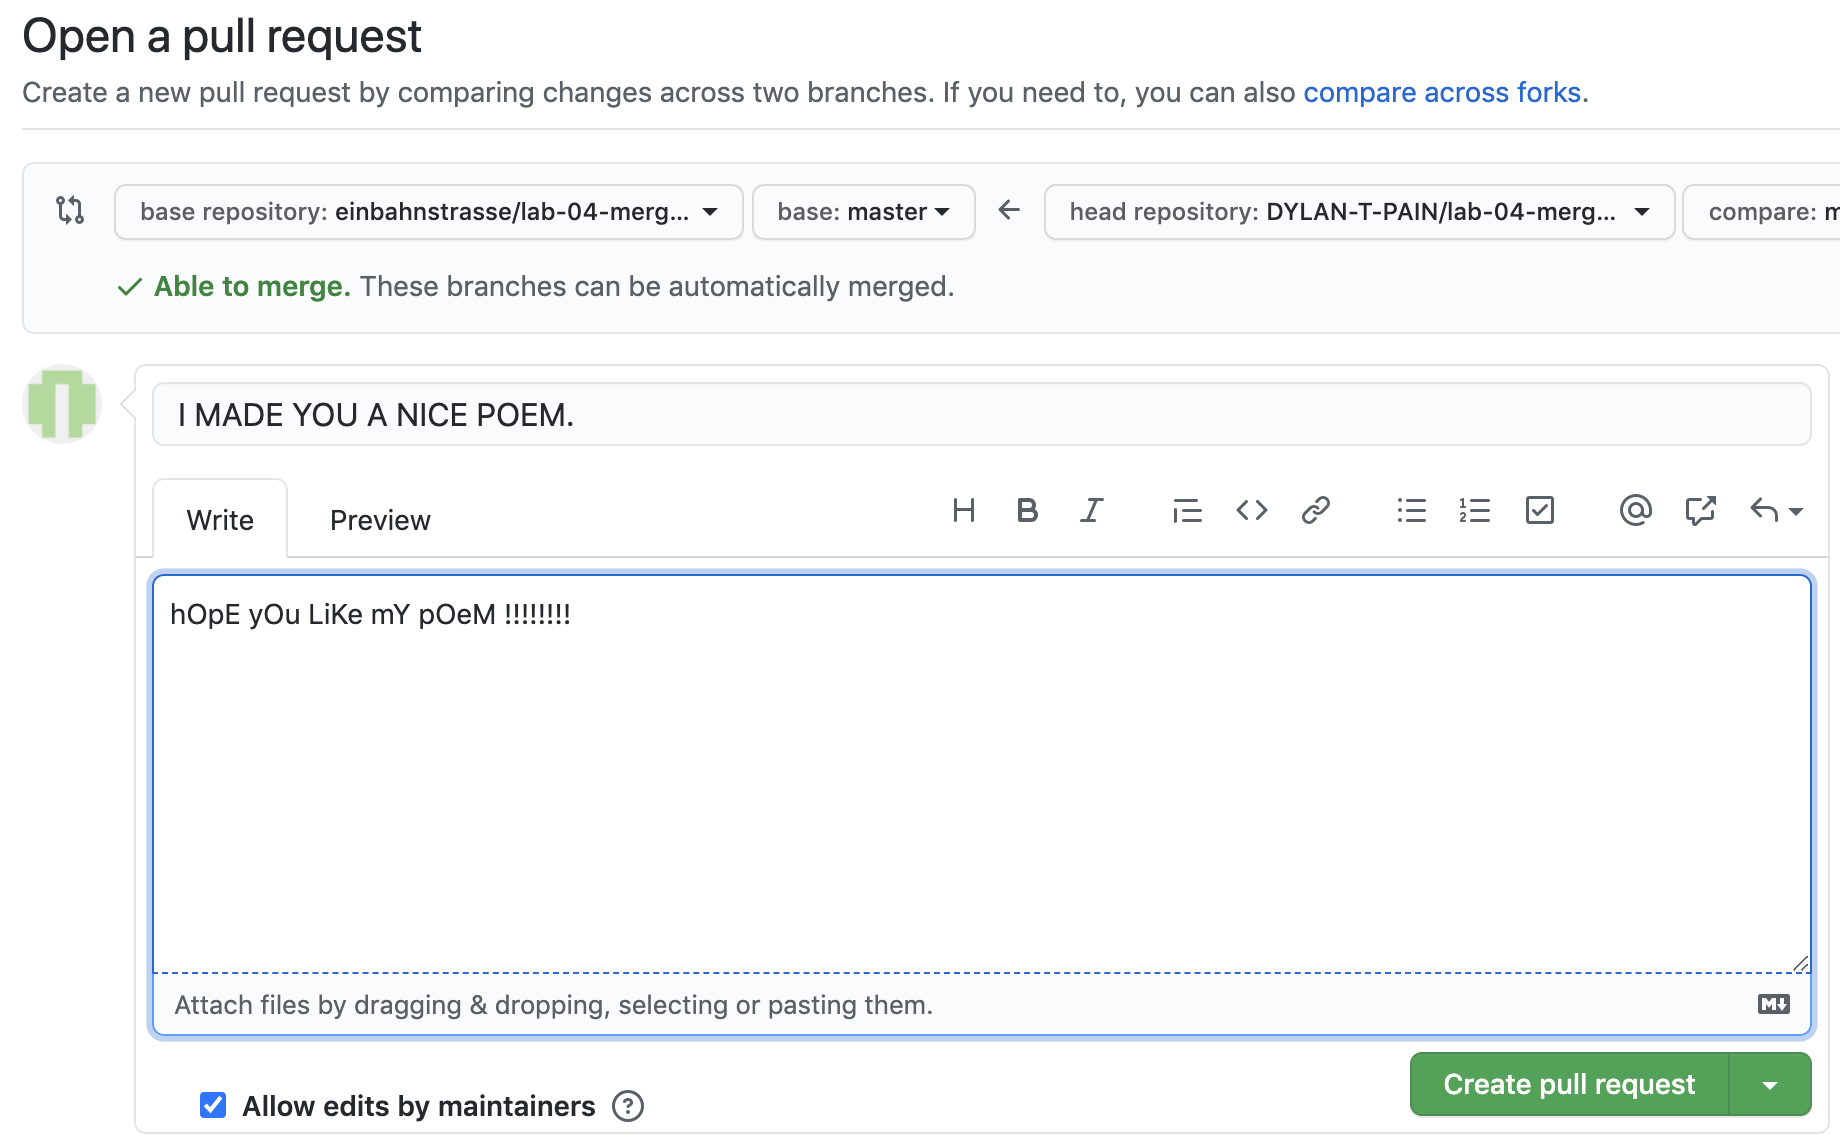 Open a pull request
Create a new pull request by comparing changes across two branches. If you need to, you can also compare across forks.
base repository: einbahnstrasse/lab-04-merg... base: master ← head repository: DYLAN-T-PAIN/lab-04-merg... compare: m
Able to merge. These branches can be automatically merged.
I MADE YOU A NICE POEM.
Write Preview
hOpE yOu LiKe mY pOeM !!!!!!!!
Attach files by dragging & dropping, selecting or pasting them.
Allow edits by maintainers
Create pull request